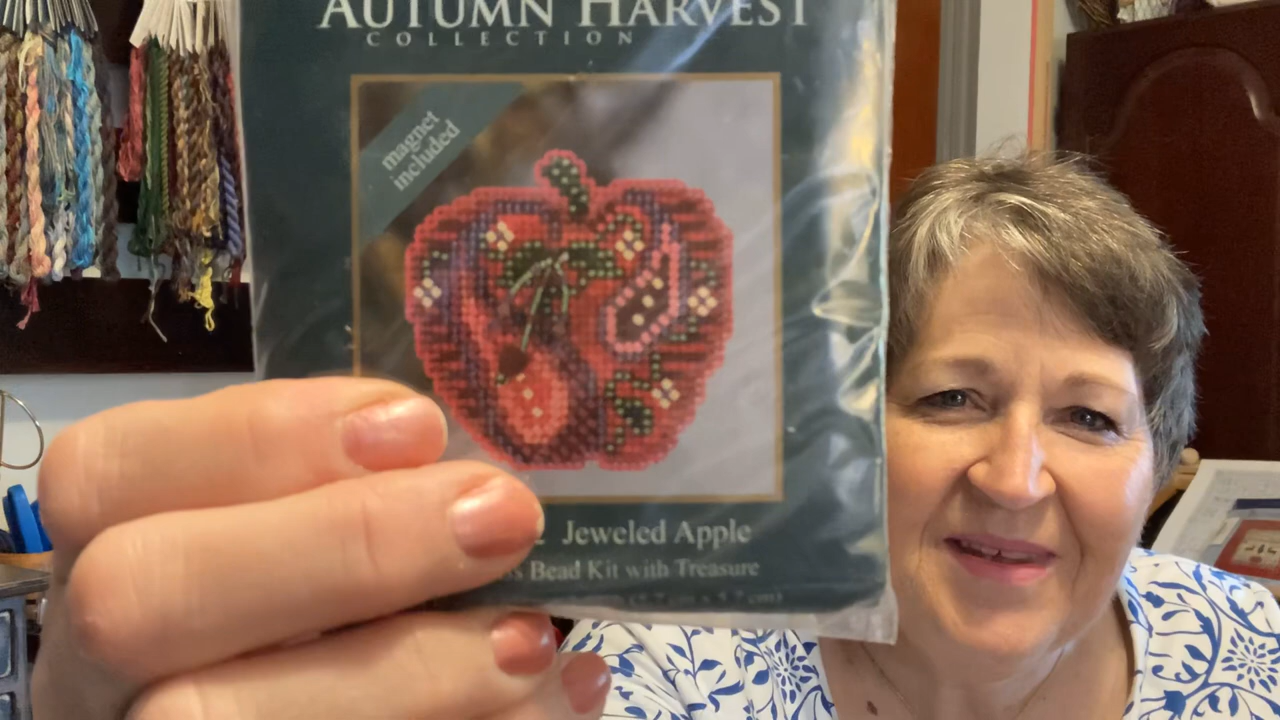 AUTUMN HARVEST
COLLECTION
magnet
included
Jeweled Apple
Bead Kit with Treasure